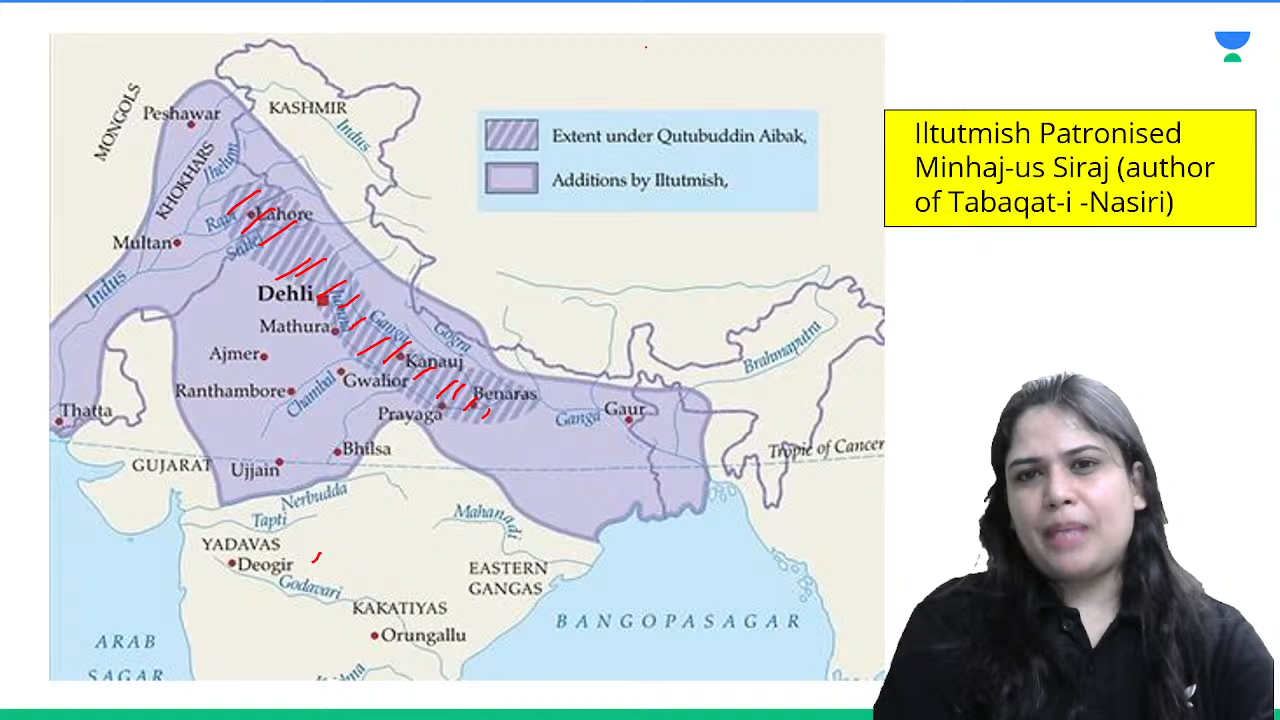 Iltutmish Patronised
Minhaj-us Siraj (author
of Tabaqat-i -Nasiri)
Extent under Qutubuddin Aibak,
Additions by Iltutmish,
MONGOLS
Peshawar
KASHMIR
Indus
KHOKHARS
Jhelum
Ravi
Lahore
Multan
Indus
Dehli
Mathura
Ganga
Gogra
Ajmer
Kanauj
Gwalior
Ranthambore
Chambal
Benaras
Prayaga
Brahmaputra
Thatta
Ganga
Gaur
Bhilsa
Tropic of Cancer
GUJARAT
Ujjain
Nerbudda
Tapti
Mahanadi
YADAVAS
Deogir
Godavari
EASTERN
GANGAS
KAKATIYAS
Orungallu
BANGOPASAGAR
ARAB
SAGAR